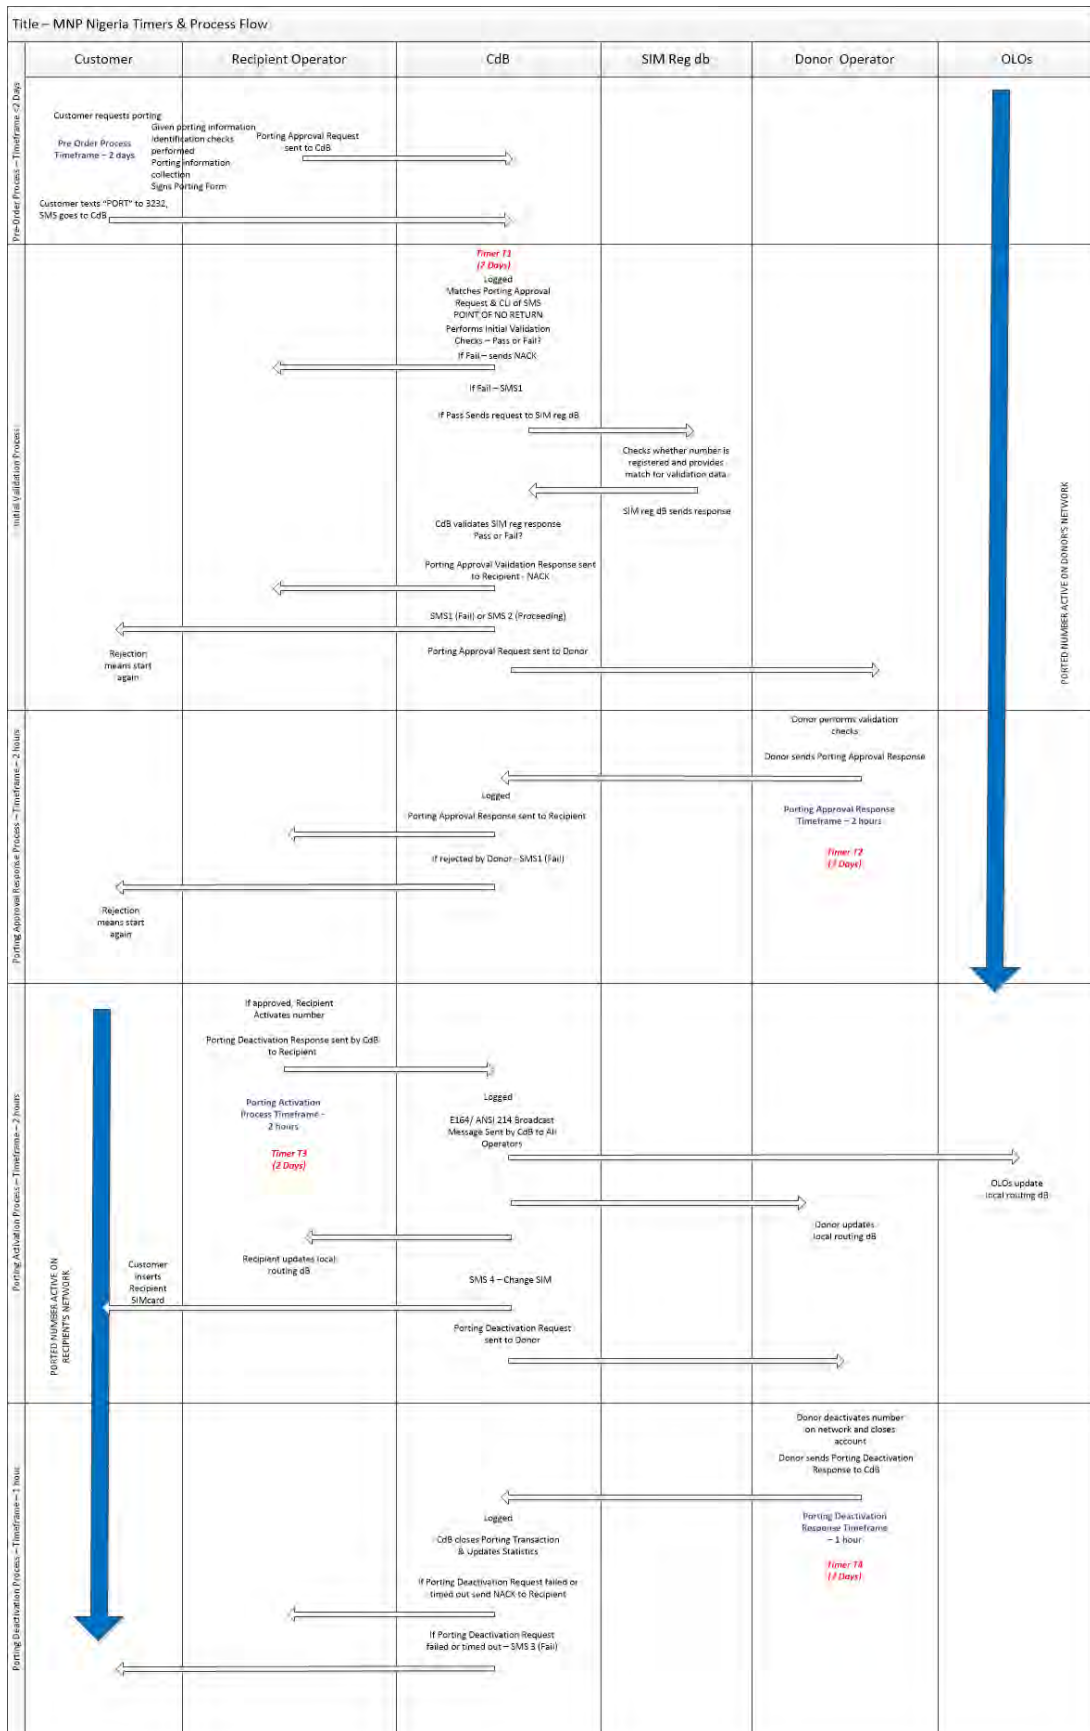 Title – MNP Nigeria Timers & Process Flow
Customer
Recipient Operator
CdB
SIM Reg db
Donor Operator
OLOs
Pre-Order Process – Timeframe <2 Days
Customer requests porting
Pre Order Process
Timeframe – 2 days
Given porting information
Identification checks
performed
Porting information
collection
Signs Porting Form
Porting Approval Request
sent to CdB
Customer texts "PORT" to 3232,
SMS goes to CdB
Initial Validation Process
Timer T1
(7 Days)
Logged
Matches Porting Approval
Request & CLI of SMS
POINT OF NO RETURN
Performs Initial Validation
Checks – Pass or Fail?
If Fail – sends NACK
If Fail – SMS1
If Pass Sends request to SIM reg dB
Checks whether number is
registered and provides
match for validation data
SIM reg dB sends response
CdB validates SIM reg response
Pass or Fail?
Porting Approval Validation Response sent
to Recipient - NACK
SMS1 (Fail) or SMS 2 (Proceeding)
Rejection
means start
again
Porting Approval Request sent to Donor
PORTED NUMBER ACTIVE ON DONOR'S NETWORK
Porting Approval Response Process – Timeframe – 2 hours
Donor performs validation
checks
Donor sends Porting Approval Response
Logged
Porting Approval Response
Timeframe – 2 hours
Porting Approval Response sent to Recipient
Timer T2
(7 Days)
If rejected by Donor – SMS1 (Fail)
Rejection
means start
again
Porting Activation Process – Timeframe – 2 hours
If approved, Recipient
Activates number
Porting Deactivation Response sent by CdB
to Recipient
Logged
Porting Activation
Process Timeframe -
2 hours
E164/ ANSI 214 Broadcast
Message Sent by CdB to All
Operators
Timer T3
(2 Days)
OLOs update
local routing dB
Donor updates
local routing dB
Recipient updates local
routing dB
Customer
inserts
Recipient
SIMcard
SMS 4 – Change SIM
PORTED NUMBER ACTIVE ON
RECIPIENT'S NETWORK
Porting Deactivation Request
sent to Donor
Porting Deactivation Process – Timeframe – 1 hour
Donor deactivates number
on network and closes
account
Donor sends Porting Deactivation
Response to CdB
Logged
Porting Deactivation
Response Timeframe
– 1 hour
CdB closes Porting Transaction
& Updates Statistics
Timer T4
(7 Days)
If Porting Deactivation Request failed or
timed out send NACK to Recipient
If Porting Deactivation Request
failed or timed out – SMS 3 (Fail)